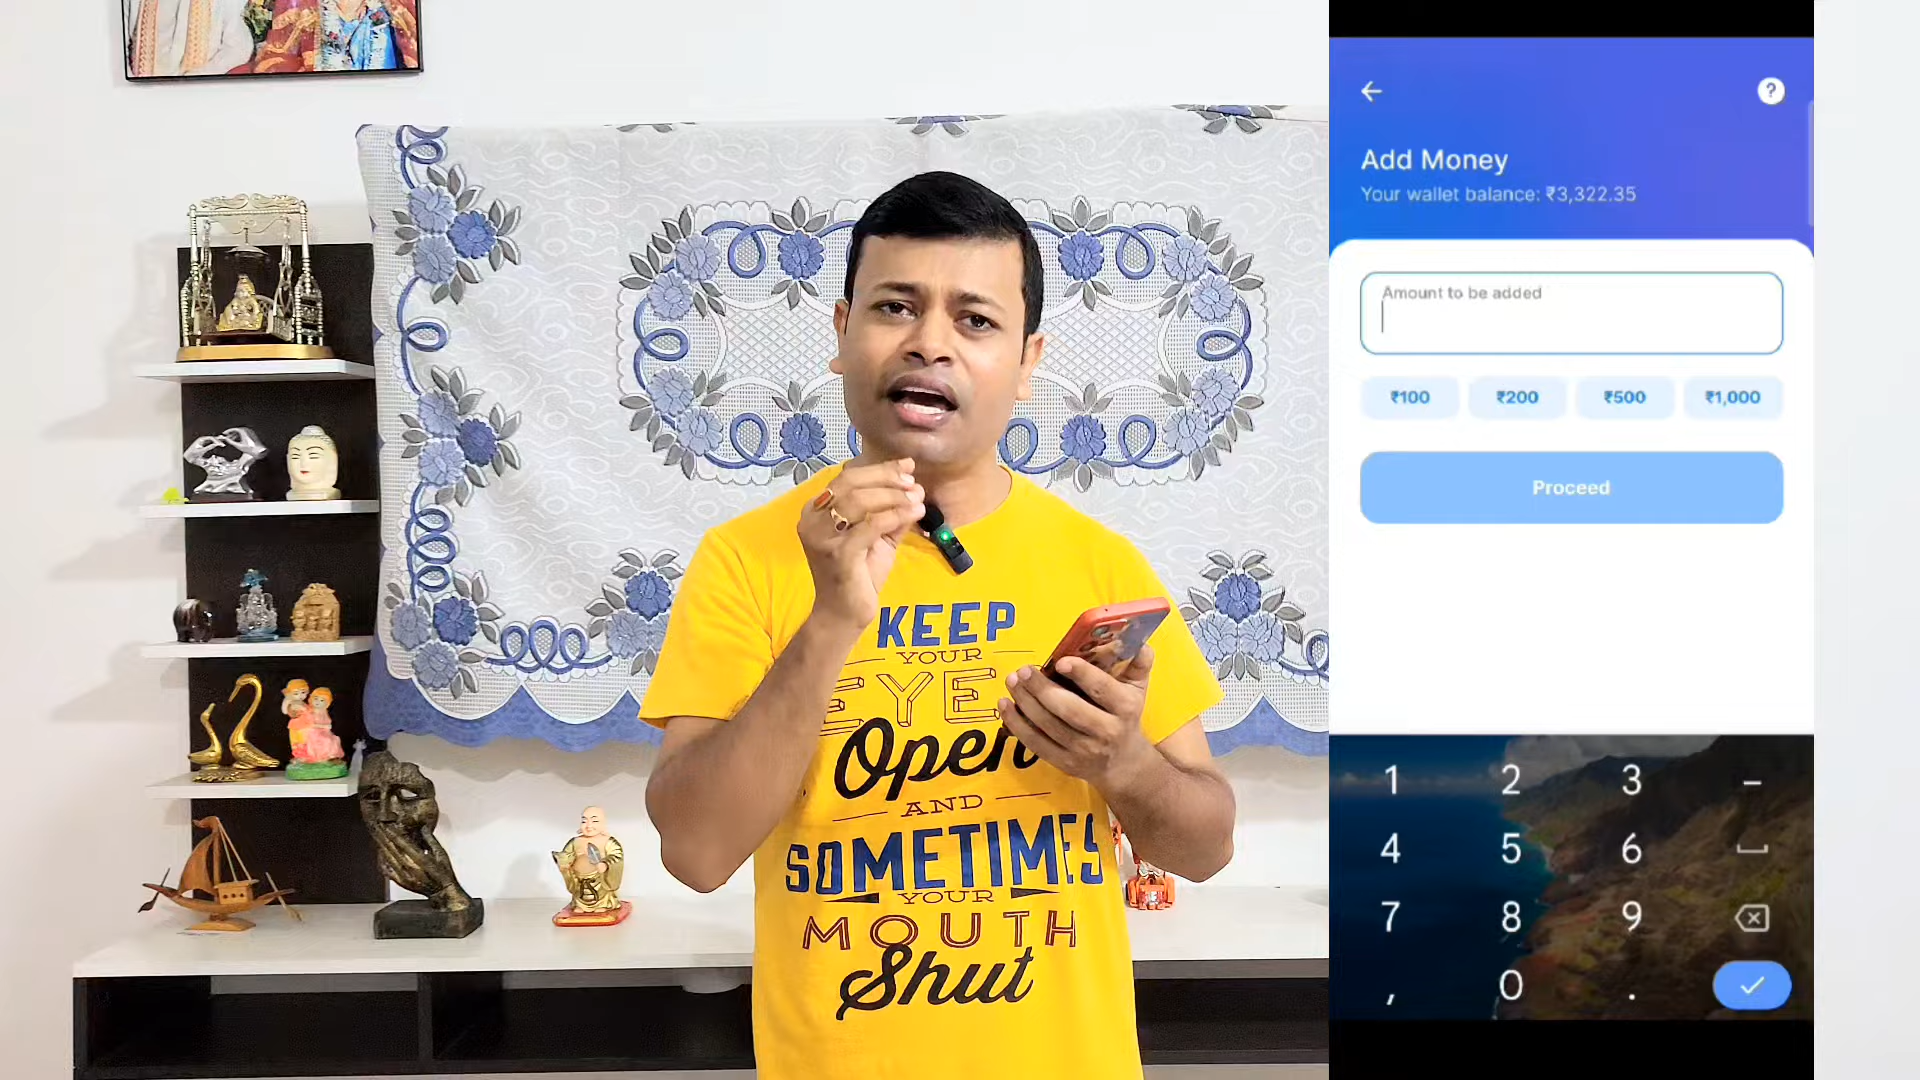 KEEP
YOUR
EYE
Open
AND
SOMETIMES
YOUR
MOUTH
Shut
?
Add Money
Your wallet balance: ₹3,322.35
Amount to be added
₹100 ₹200 ₹500 ₹1,000
Proceed
1 2 3 -
4 5 6
7 8 9
, 0 .